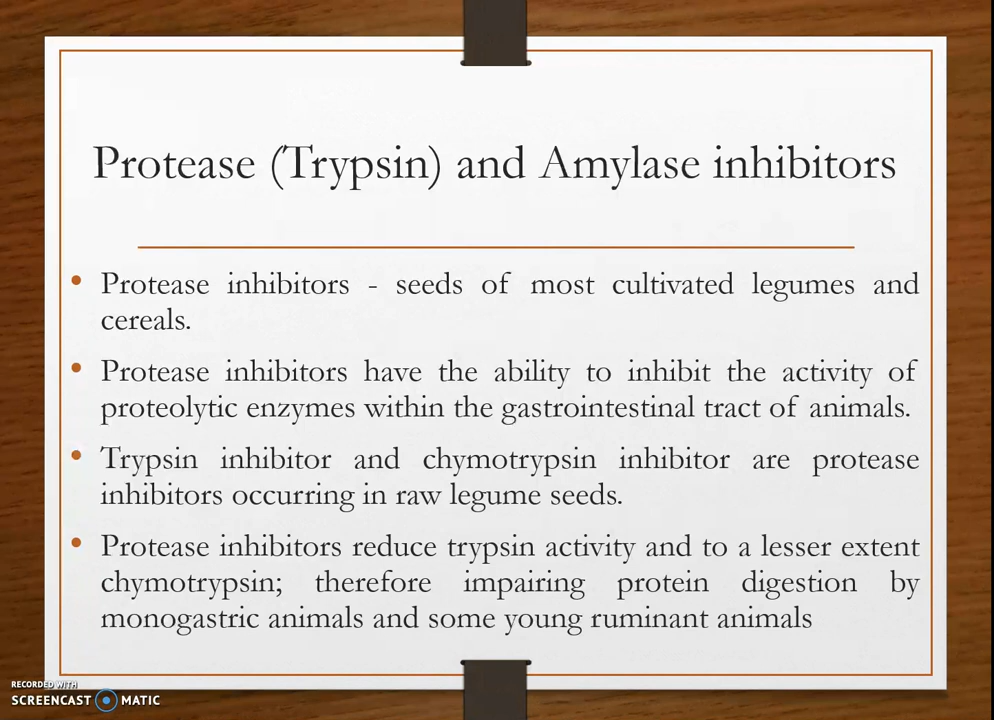 Protease (Trypsin) and Amylase inhibitors
• Protease inhibitors - seeds of most cultivated legumes and
cereals.
• Protease inhibitors have the ability to inhibit the activity of
proteolytic enzymes within the gastrointestinal tract of animals.
• Trypsin inhibitor and chymotrypsin inhibitor are protease
inhibitors occurring in raw legume seeds.
• Protease inhibitors reduce trypsin activity and to a lesser extent
chymotrypsin; therefore impairing protein digestion by
monogastric animals and some young ruminant animals
RECORDED WITH
SCREENCAST MATIC